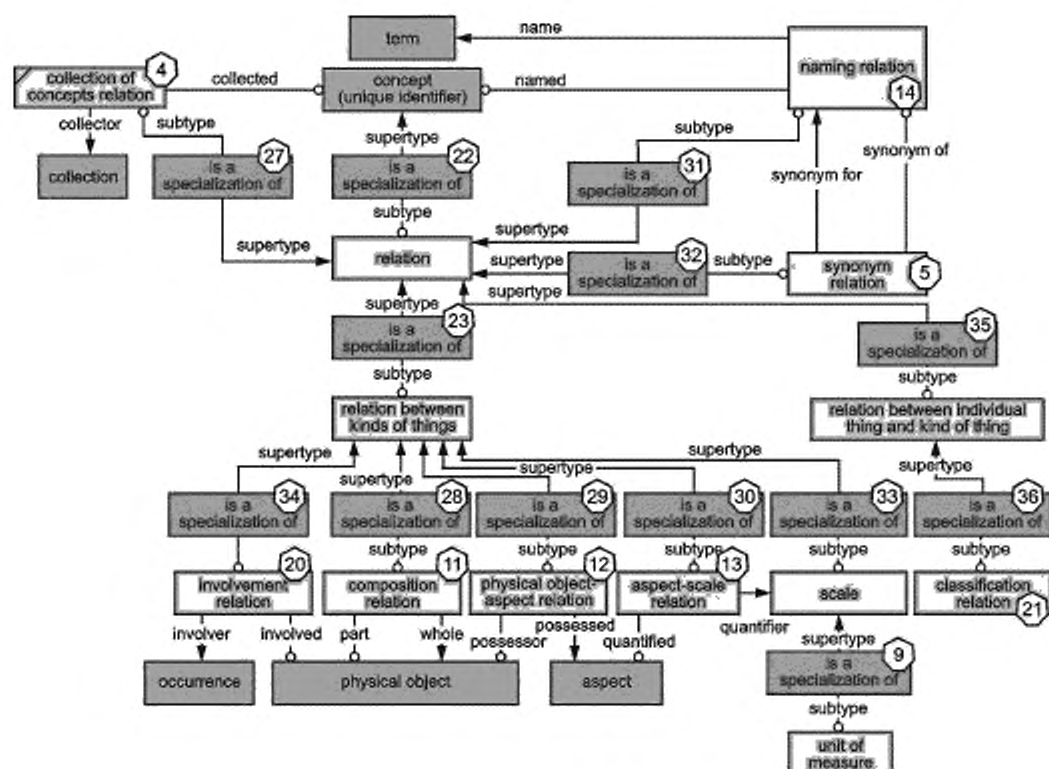 name
term
naming relation
14
collection of
concepts relation
4
collected
concept
(unique identifier)
named
collector
subtype
supertype
subtype
synonym of
collection
is a
specialization of
27
is a
specialization of
22
is a
specialization of
31
synonym for
subtype
supertype
supertype
relation
supertype
is a
specialization of
32
subtype
synonym
relation
5
supertype
supertype
is a
specialization of
23
is a
specialization of
35
subtype
subtype
relation between
kinds of things
relation between individual
thing and kind of thing
supertype
supertype
supertype
supertype
supertype
is a
specialization of
34
is a
specialization of
28
is a
specialization of
29
is a
specialization of
30
is a
specialization of
33
is a
specialization of
36
subtype
subtype
subtype
subtype
subtype
involvement
relation
20
composition
relation
11
physical object-
aspect relation
12
aspect-scale
relation
13
scale
classification
relation
21
involver
involved
part
whole
possessor
possessed
quantified
quantifier
supertype
occurrence
physical object
aspect
is a
specialization of
9
subtype
unit of
measure